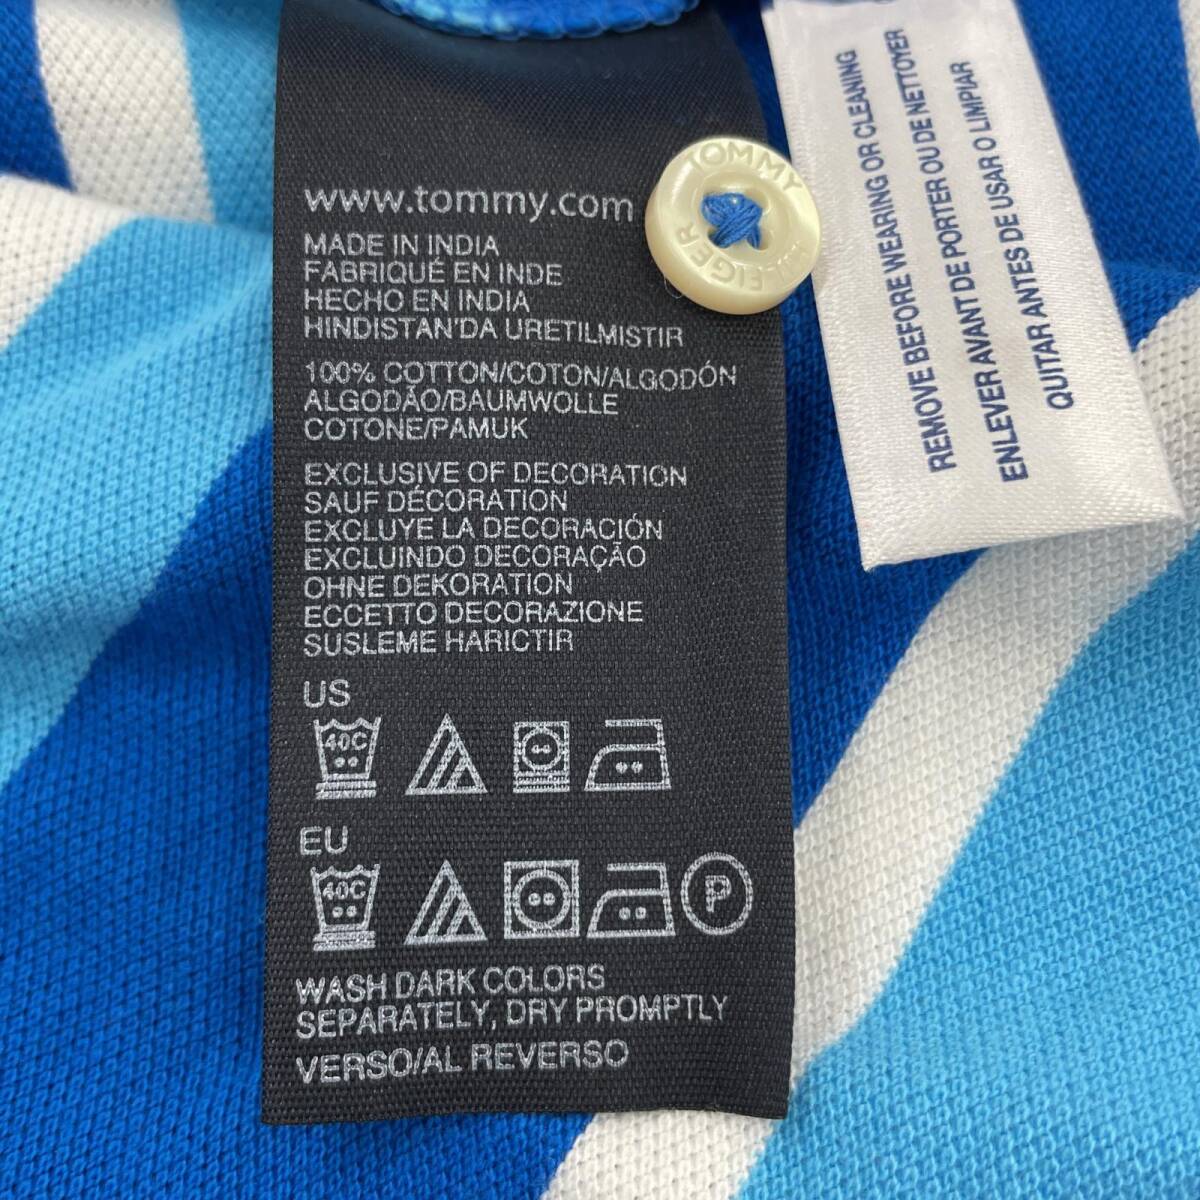 www.tommy.com
MADE IN INDIA
FABRIQUÉ EN INDE
HECHO EN INDIA
HINDISTAN'DA URETILMISTIR
100% COTTON/COTON/ALGODÓN
ALGODÃO/BAUMWOLLE
COTONE/PAMUK
EXCLUSIVE OF DECORATION
SAUF DÉCORATION
EXCLUYE LA DECORACIÓN
EXCLUINDO DECORAÇÃO
OHNE DEKORATION
ECCETTO DECORAZIONE
SUSLEME HARICTIR
US
40C
EU
40C
P
WASH DARK COLORS
SEPARATELY, DRY PROMPTLY
VERSO/AL REVERSO
TOMMY
HILFIGER
REMOVE BEFORE WEARING OR CLEANING
ENLEVER AVANT DE PORTER OU DE NETTOYER
QUITAR ANTES DE USAR O LIMPIAR